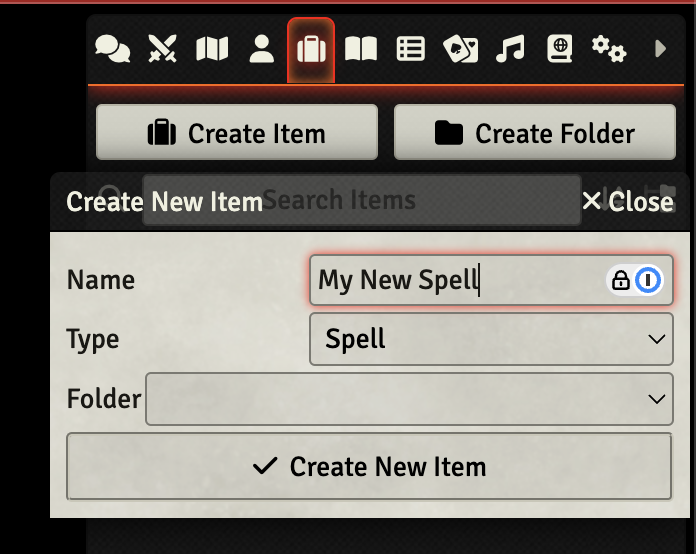 Create Item
Create Folder
Create New Item
Search Items
Close
Name
My New Spell
Type
Spell
Folder
Create New Item